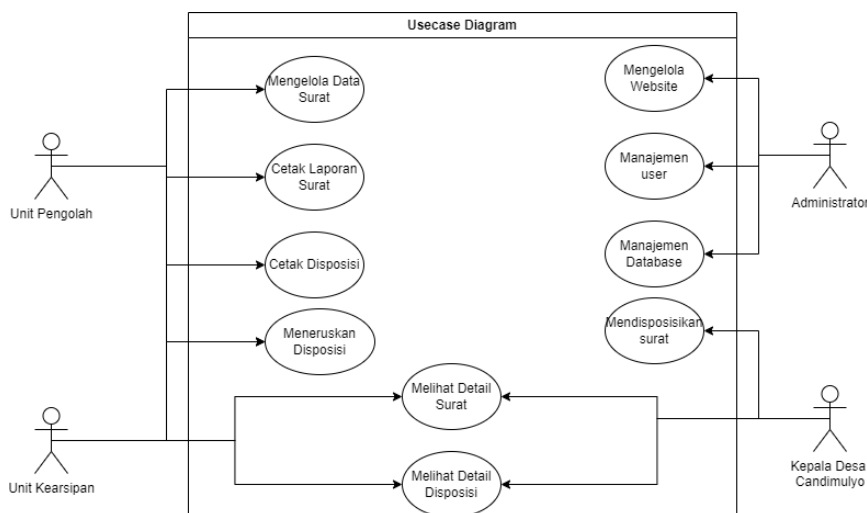 Usecase Diagram
Mengelola Data
Surat
Mengelola
Website
Cetak Laporan
Surat
Manajemen
user
Unit Pengolah
Administrator
Cetak Disposisi
Manajemen
Database
Meneruskan
Disposisi
Mendisposisikan
surat
Melihat Detail
Surat
Unit Kearsipan
Melihat Detail
Disposisi
Kepala Desa
Candimulyo